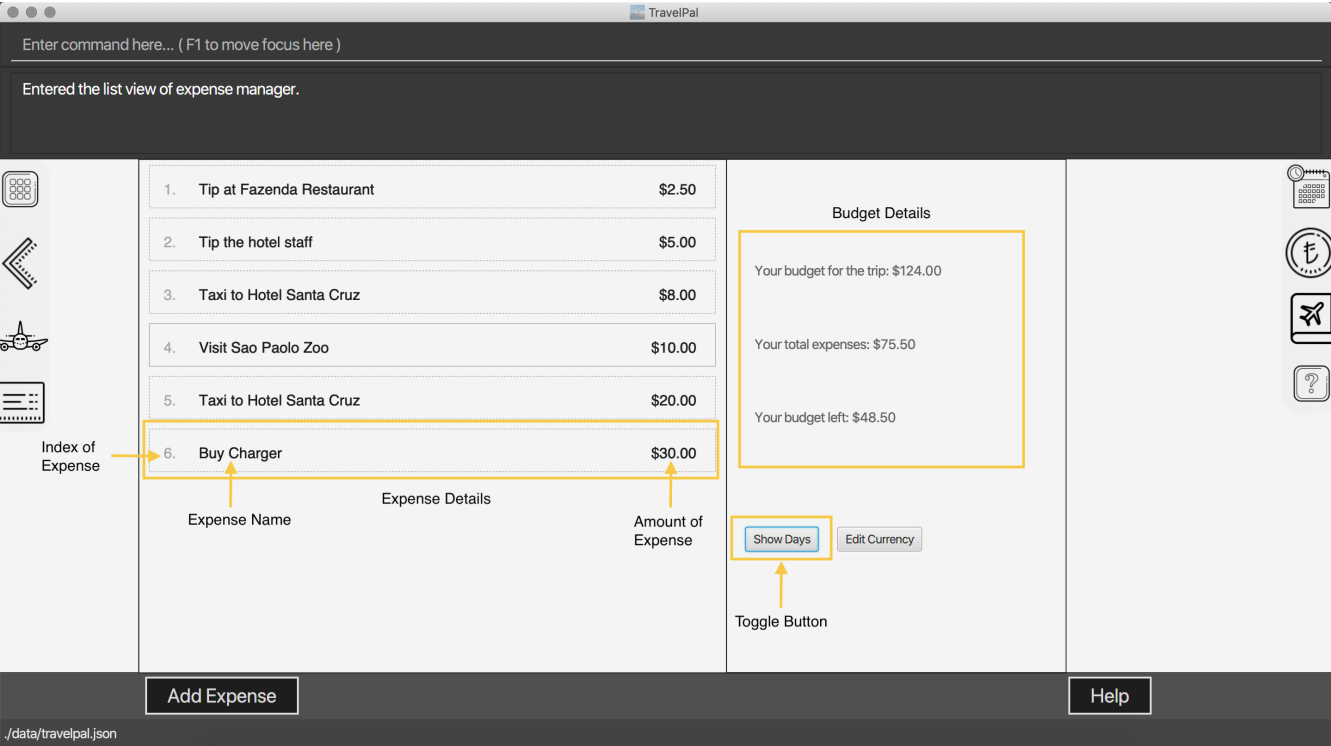 TravelPal
Enter command here... ( F1 to move focus here )
Entered the list view of expense manager.
1. Tip at Fazenda Restaurant $2.50
2. Tip the hotel staff $5.00
3. Taxi to Hotel Santa Cruz $8.00
4. Visit Sao Paolo Zoo $10.00
5. Taxi to Hotel Santa Cruz $20.00
6. Buy Charger $30.00
Index of
Expense
Expense Name
Expense Details
Amount of
Expense
Budget Details
Your budget for the trip: $124.00
Your total expenses: $75.50
Your budget left: $48.50
Show Days
Edit Currency
Toggle Button
Add Expense
Help
./data/travelpal.json